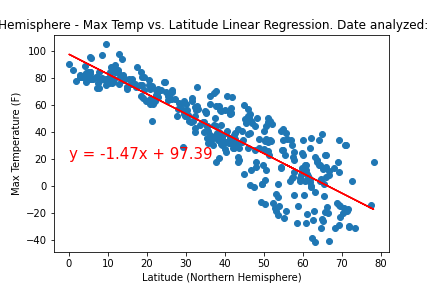 Hemisphere - Max Temp vs. Latitude Linear Regression. Date analyzed:
100
80
60
40
20
0
−20
−40
Max Temperature (F)
y = -1.47x + 97.39
0 10 20 30 40 50 60 70 80
Latitude (Northern Hemisphere)